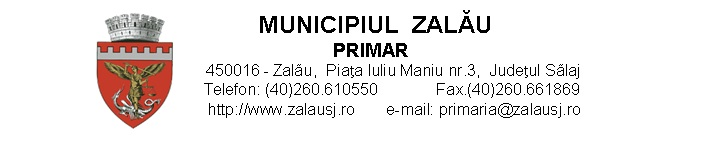 MUNICIPIUL ZALĂU
PRIMAR
450016 - Zalău, Piaţa Iuliu Maniu nr.3, Judeţul Sălaj
Telefon: (40)260.610550 Fax.(40)260.661869
http://www.zalausj.ro e-mail: primaria@zalausj.ro